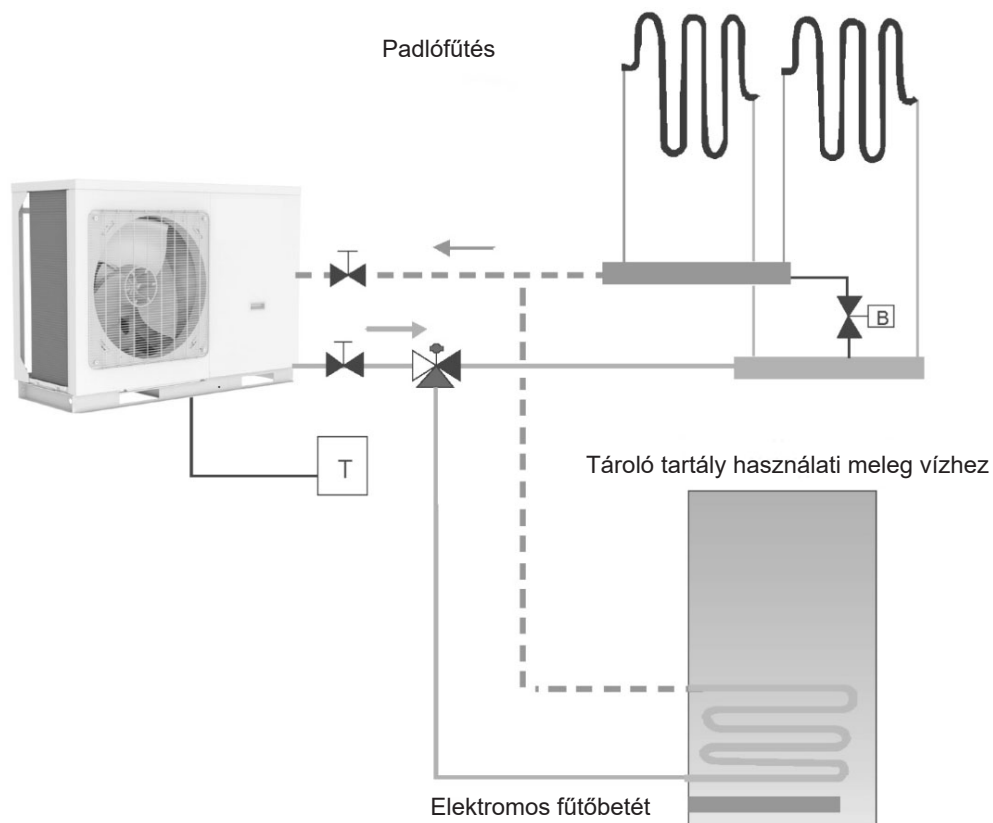 Padlófűtés
B
T
Tároló tartály használati meleg vízhez
Elektromos fűtőbetét